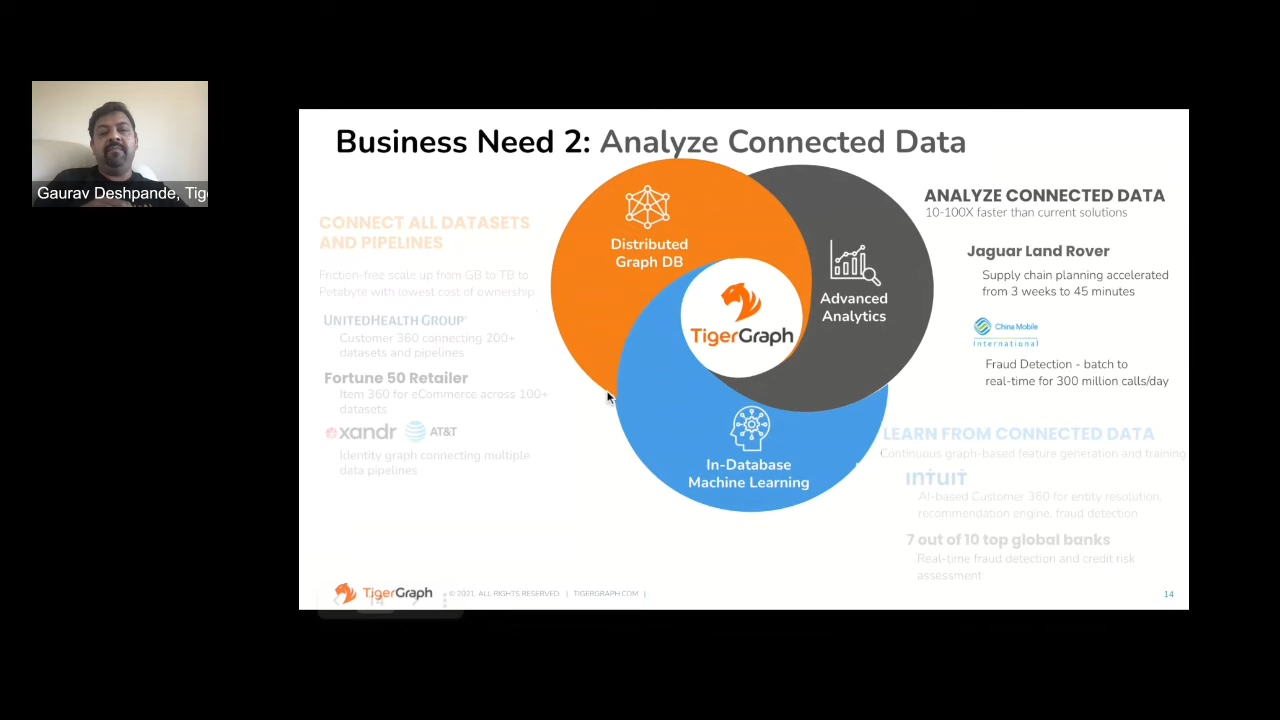 Gaurav Deshpande, Tig
Business Need 2: Analyze Connected Data
CONNECT ALL DATASETS
AND PIPELINES
Friction-free scale up from GB to TB to
Petabyte with lowest cost of ownership
UNITEDHEALTH GROUP
Customer 360 connecting 200+
datasets and pipelines
Fortune 50 Retailer
Item 360 for eCommerce across 100+
datasets
xandr AT&T
Identity graph connecting multiple
data pipelines
Distributed
Graph DB
Advanced
Analytics
TigerGraph
In-Database
Machine Learning
ANALYZE CONNECTED DATA
10-100X faster than current solutions
Jaguar Land Rover
Supply chain planning accelerated
from 3 weeks to 45 minutes
China Mobile
International
Fraud Detection - batch to
real-time for 300 million calls/day
LEARN FROM CONNECTED DATA
Continuous graph-based feature generation and training
INTUIT
AI-based Customer 360 for entity resolution,
recommendation engine, fraud detection
7 out of 10 top global banks
Real-time fraud detection and credit risk
assessment
TigerGraph © 2021. ALL RIGHTS RESERVED. | TIGERGRAPH.COM |
14
14